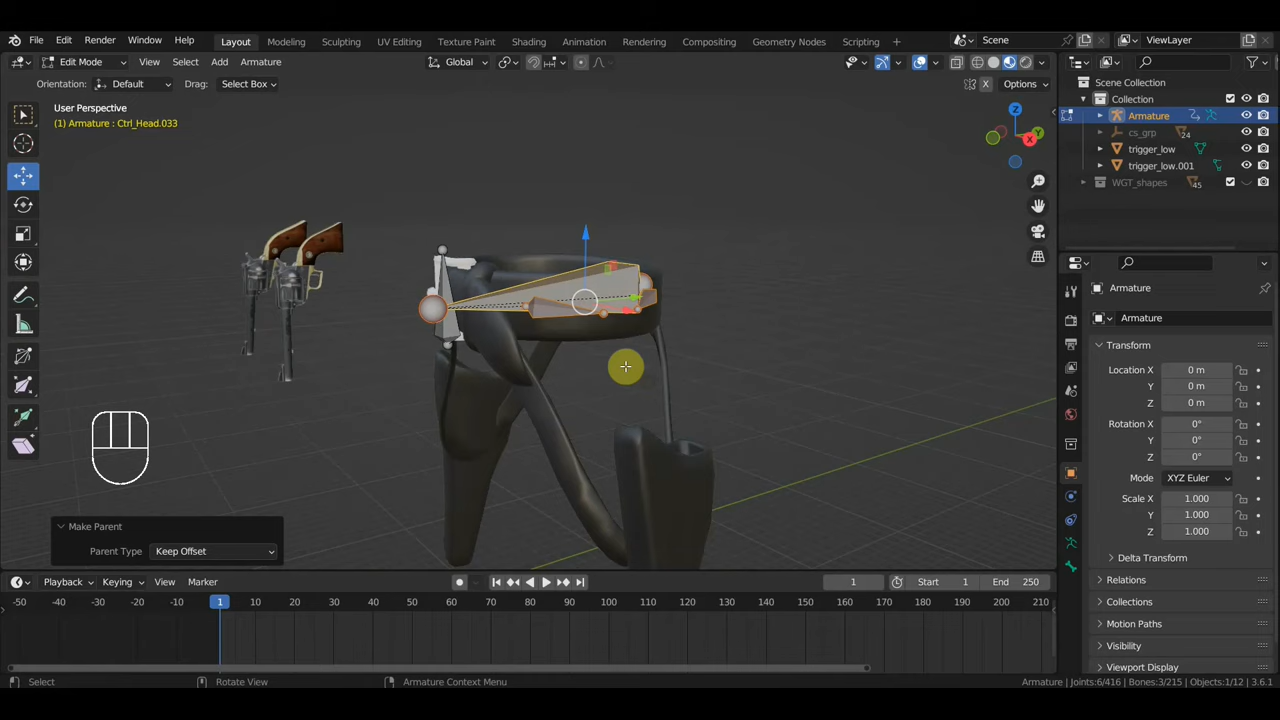 File Edit Render Window Help Layout Modeling Sculpting UV Editing Texture Paint Shading Animation Rendering Compositing Geometry Nodes Scripting + Scene ViewLayer
Edit Mode View Select Add Armature Global Options
Orientation: Default Drag: Select Box X Options
User Perspective
(1) Armature : Ctrl_Head.033
Z
Y
X
Scene Collection
Collection
Armature
cs_grp 24
trigger_low
trigger_low.001
WGT_shapes 45
Armature
Armature
Transform
Location X 0 m
Y 0 m
Z 0 m
Rotation X 0°
Y 0°
Z 0°
Mode XYZ Euler
Scale X 1.000
Y 1.000
Z 1.000
Delta Transform
Relations
Collections
Motion Paths
Visibility
Viewport Display
Make Parent
Parent Type Keep Offset
Playback Keying View Marker 1 Start 1 End 250
-50 -40 -30 -20 -10 1 10 20 30 40 50 60 70 80 90 100 110 120 130 140 150 160 170 180 190 200 210
Select Rotate View Armature Context Menu Armature | Joints:6/416 | Bones:3/215 | Objects:1/12 | 3.6.1